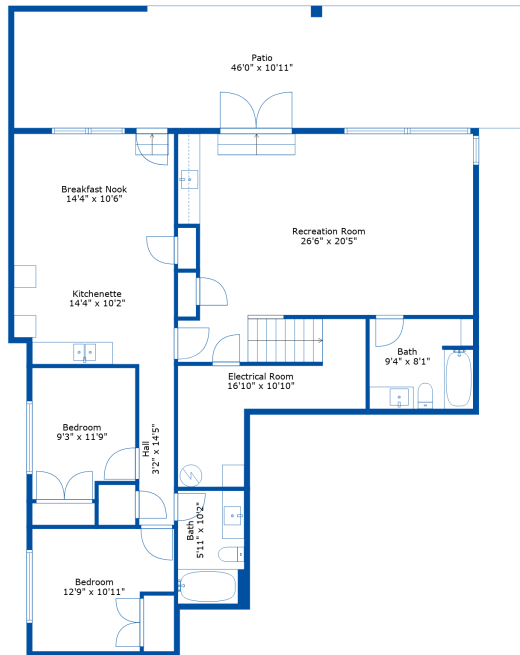 Patio
46'0" x 10'11"
Breakfast Nook
14'4" x 10'6"
Recreation Room
26'6" x 20'5"
Kitchenette
14'4" x 10'2"
Bath
9'4" x 8'1"
Electrical Room
16'10" x 10'10"
Bedroom
9'3" x 11'9"
Hall
3'2" x 14'5"
Bath
5'11" x 10'2"
Bedroom
12'9" x 10'11"